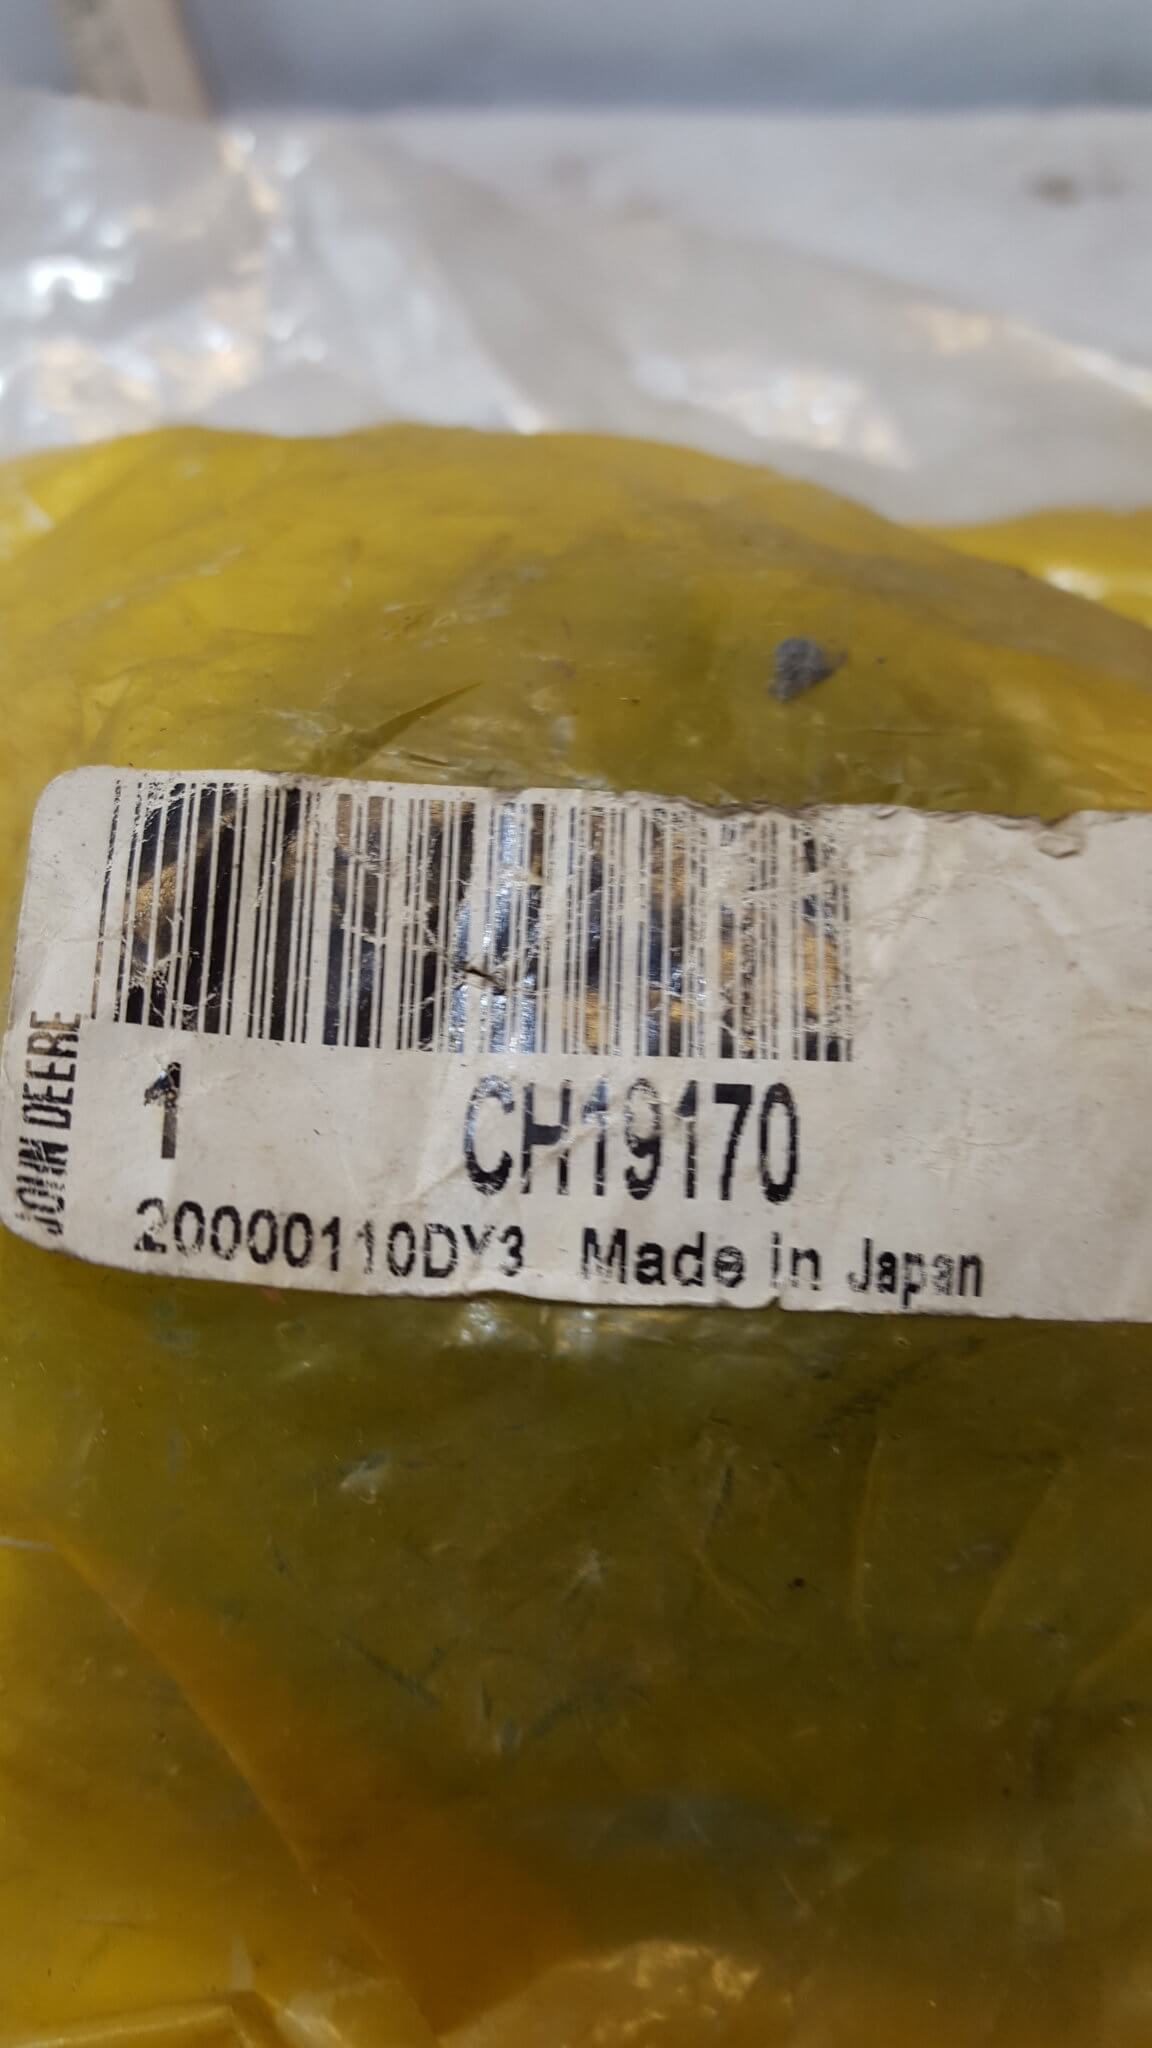 JOHN DEERE
1 CH19170
20000110DY3 Made in Japan